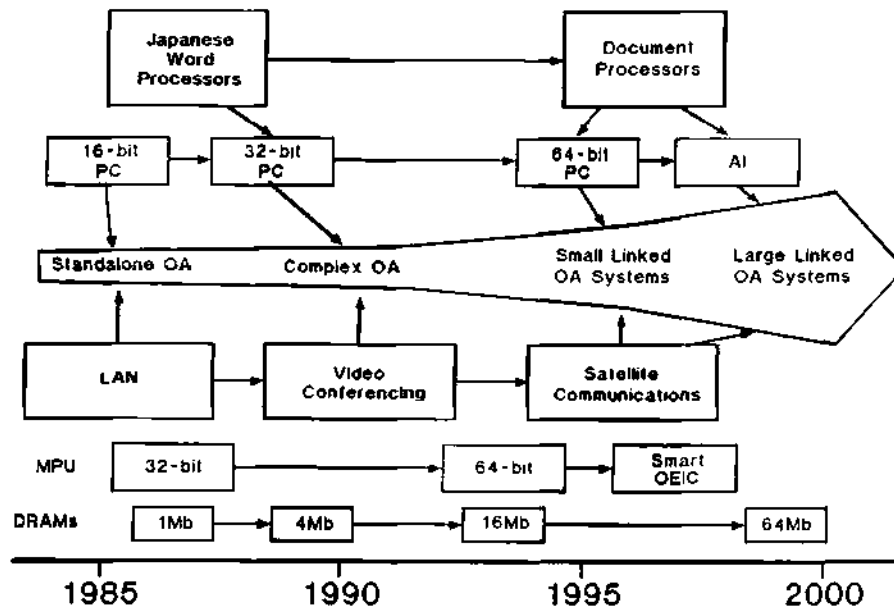 Japanese
Word
Processors
Document
Processors
16-bit
PC
32-bit
PC
64-bit
PC
AI
Standalone OA
Complex OA
Small Linked
OA Systems
Large Linked
OA Systems
LAN
Video
Conferencing
Satellite
Communications
MPU
32-bit
64-bit
Smart
OEIC
DRAMs
1Mb
4Mb
16Mb
64Mb
1985
1990
1995
2000